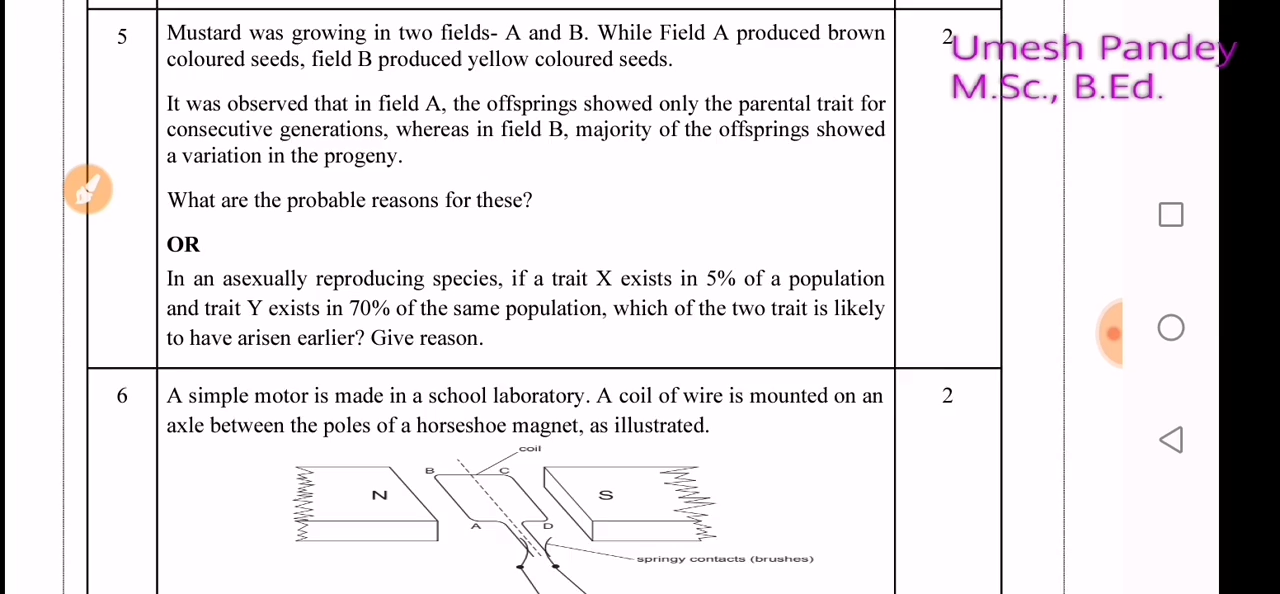 5
Mustard was growing in two fields- A and B. While Field A produced brown
coloured seeds, field B produced yellow coloured seeds.
It was observed that in field A, the offsprings showed only the parental trait for
consecutive generations, whereas in field B, majority of the offsprings showed
a variation in the progeny.
What are the probable reasons for these?
OR
In an asexually reproducing species, if a trait X exists in 5% of a population
and trait Y exists in 70% of the same population, which of the two trait is likely
to have arisen earlier? Give reason.
2
Umesh Pandey
M.Sc., B.Ed.
6
A simple motor is made in a school laboratory. A coil of wire is mounted on an
axle between the poles of a horseshoe magnet, as illustrated.
2
coil
B
C
N
S
A
D
springy contacts (brushes)